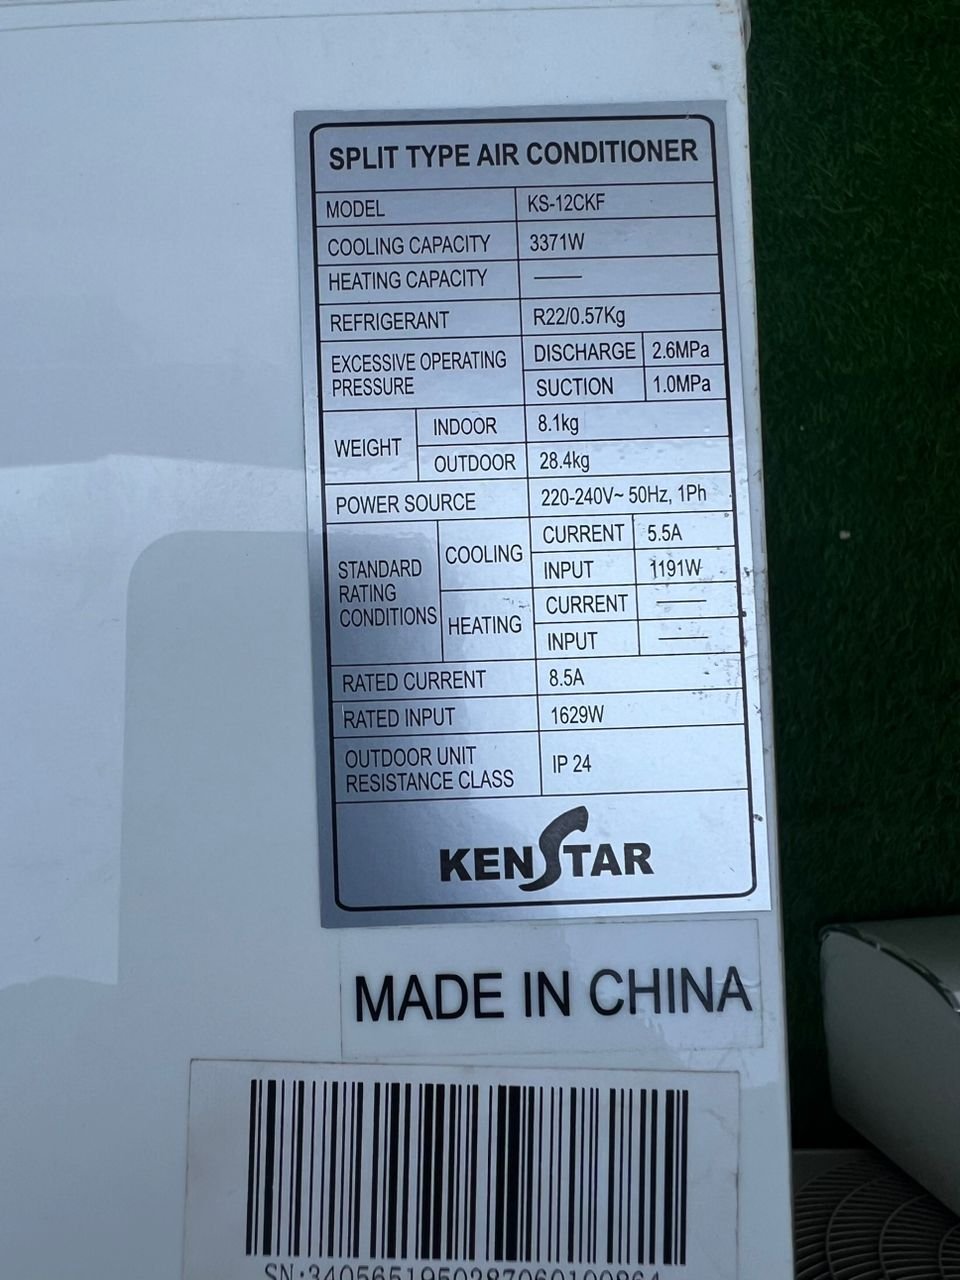 SPLIT TYPE AIR CONDITIONER
MODEL KS-12CKF
COOLING CAPACITY 3371W
HEATING CAPACITY ——
REFRIGERANT R22/0.57Kg
EXCESSIVE OPERATING PRESSURE DISCHARGE 2.6MPa
SUCTION 1.0MPa
WEIGHT INDOOR 8.1kg
OUTDOOR 28.4kg
POWER SOURCE 220-240V~ 50Hz, 1Ph
STANDARD RATING CONDITIONS COOLING CURRENT 5.5A
INPUT 1191W
HEATING CURRENT ——
INPUT ——
RATED CURRENT 8.5A
RATED INPUT 1629W
OUTDOOR UNIT RESISTANCE CLASS IP 24
KENSTAR
MADE IN CHINA
SN:3405651950287060100864